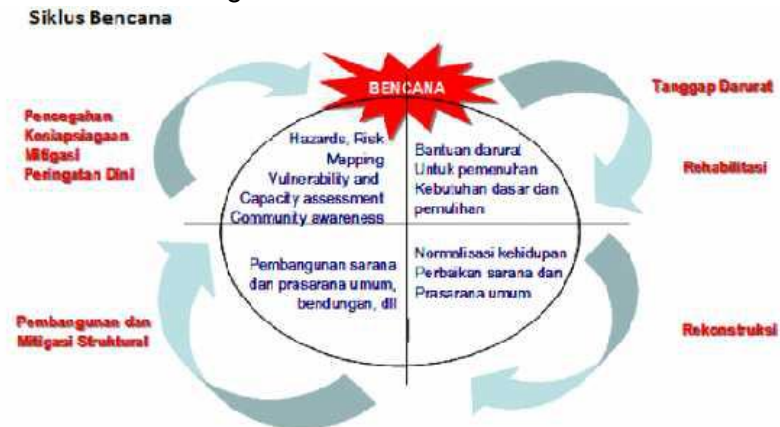 Siklus Bencana
BENCANA
Tanggap Darurat
Pencegahan
Kesiapsiagaan
Mitigasi
Peringatan Dini
Hazards, Risk
Mapping
Vulnerability and
Capacity assessment
Community awareness
Bantuan darurat
Untuk pemenuhan
Kebutuhan dasar dan
pemulihan
Rehabilitasi
Pembangunan sarana
dan prasarana umum,
bendungan, dll
Normalisasi kehidupan
Perbaikan sarana dan
Prasarana umum
Pembangunan dan
Mitigasi Struktural
Rekonstruksi